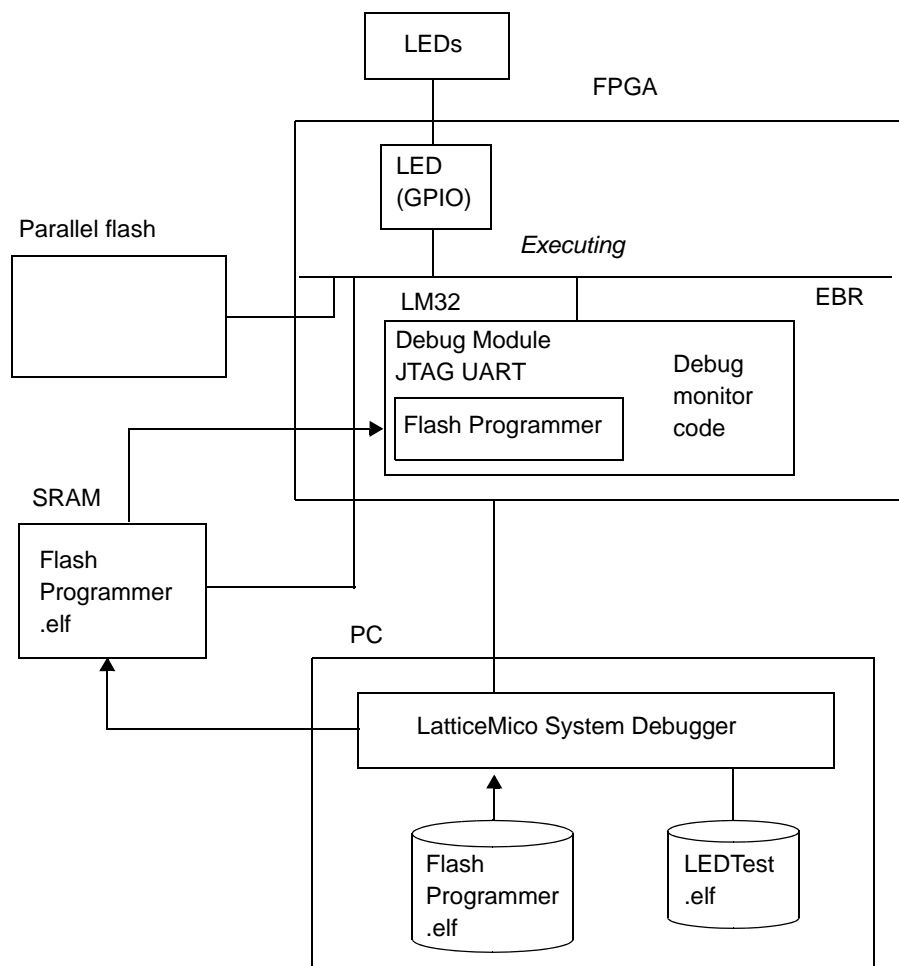 LEDs
FPGA
LED
(GPIO)
Parallel flash
Executing
LM32
EBR
Debug Module
JTAG UART
Debug
monitor
code
Flash Programmer
SRAM
Flash
Programmer
.elf
PC
LatticeMico System Debugger
Flash
Programmer
.elf
LEDTest
.elf